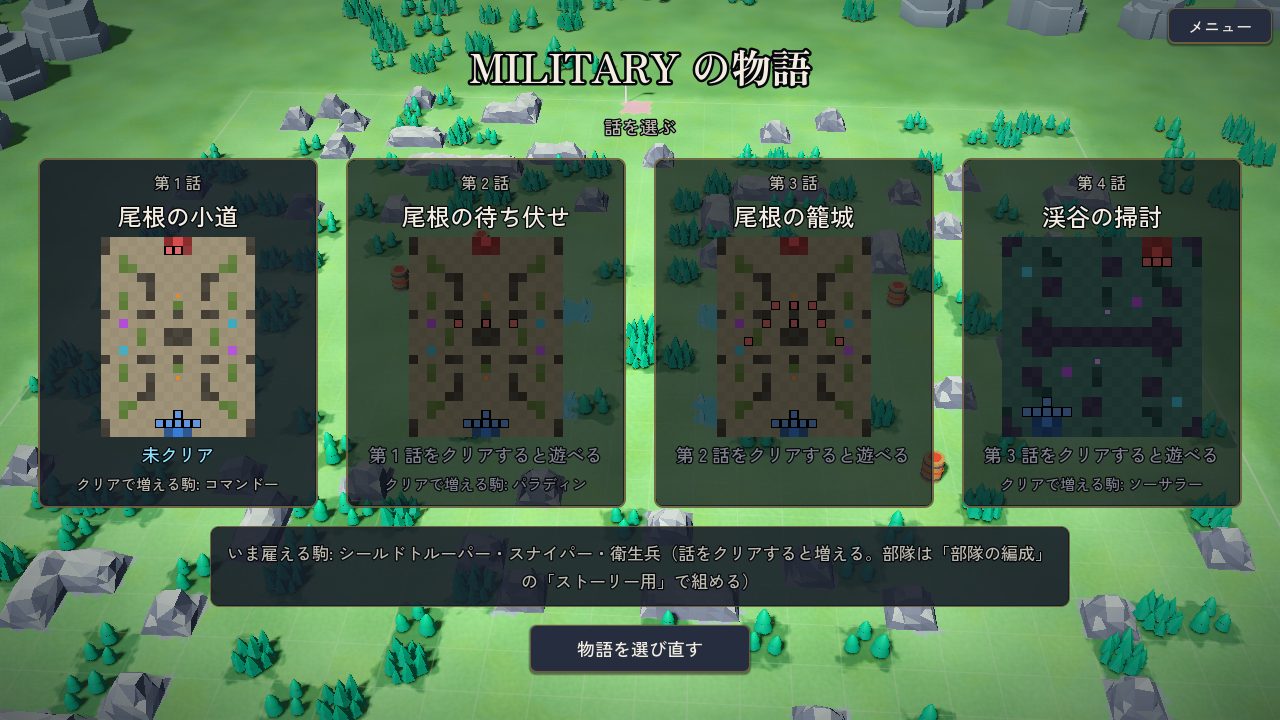 メニュー
MILITARY の物語
話を選ぶ
第1話
尾根の小道
未クリア
クリアで増える駒: コマンドー
第2話
尾根の待ち伏せ
第1話をクリアすると遊べる
クリアで増える駒: パラディン
第3話
尾根の籠城
第2話をクリアすると遊べる
第4話
渓谷の掃討
第3話をクリアすると遊べる
クリアで増える駒: ソーサラー
いま雇える駒: シールドトルーパー・スナイパー・衛生兵（話をクリアすると増える。部隊は「部隊の編成」
の「ストーリー用」で組める）
物語を選び直す